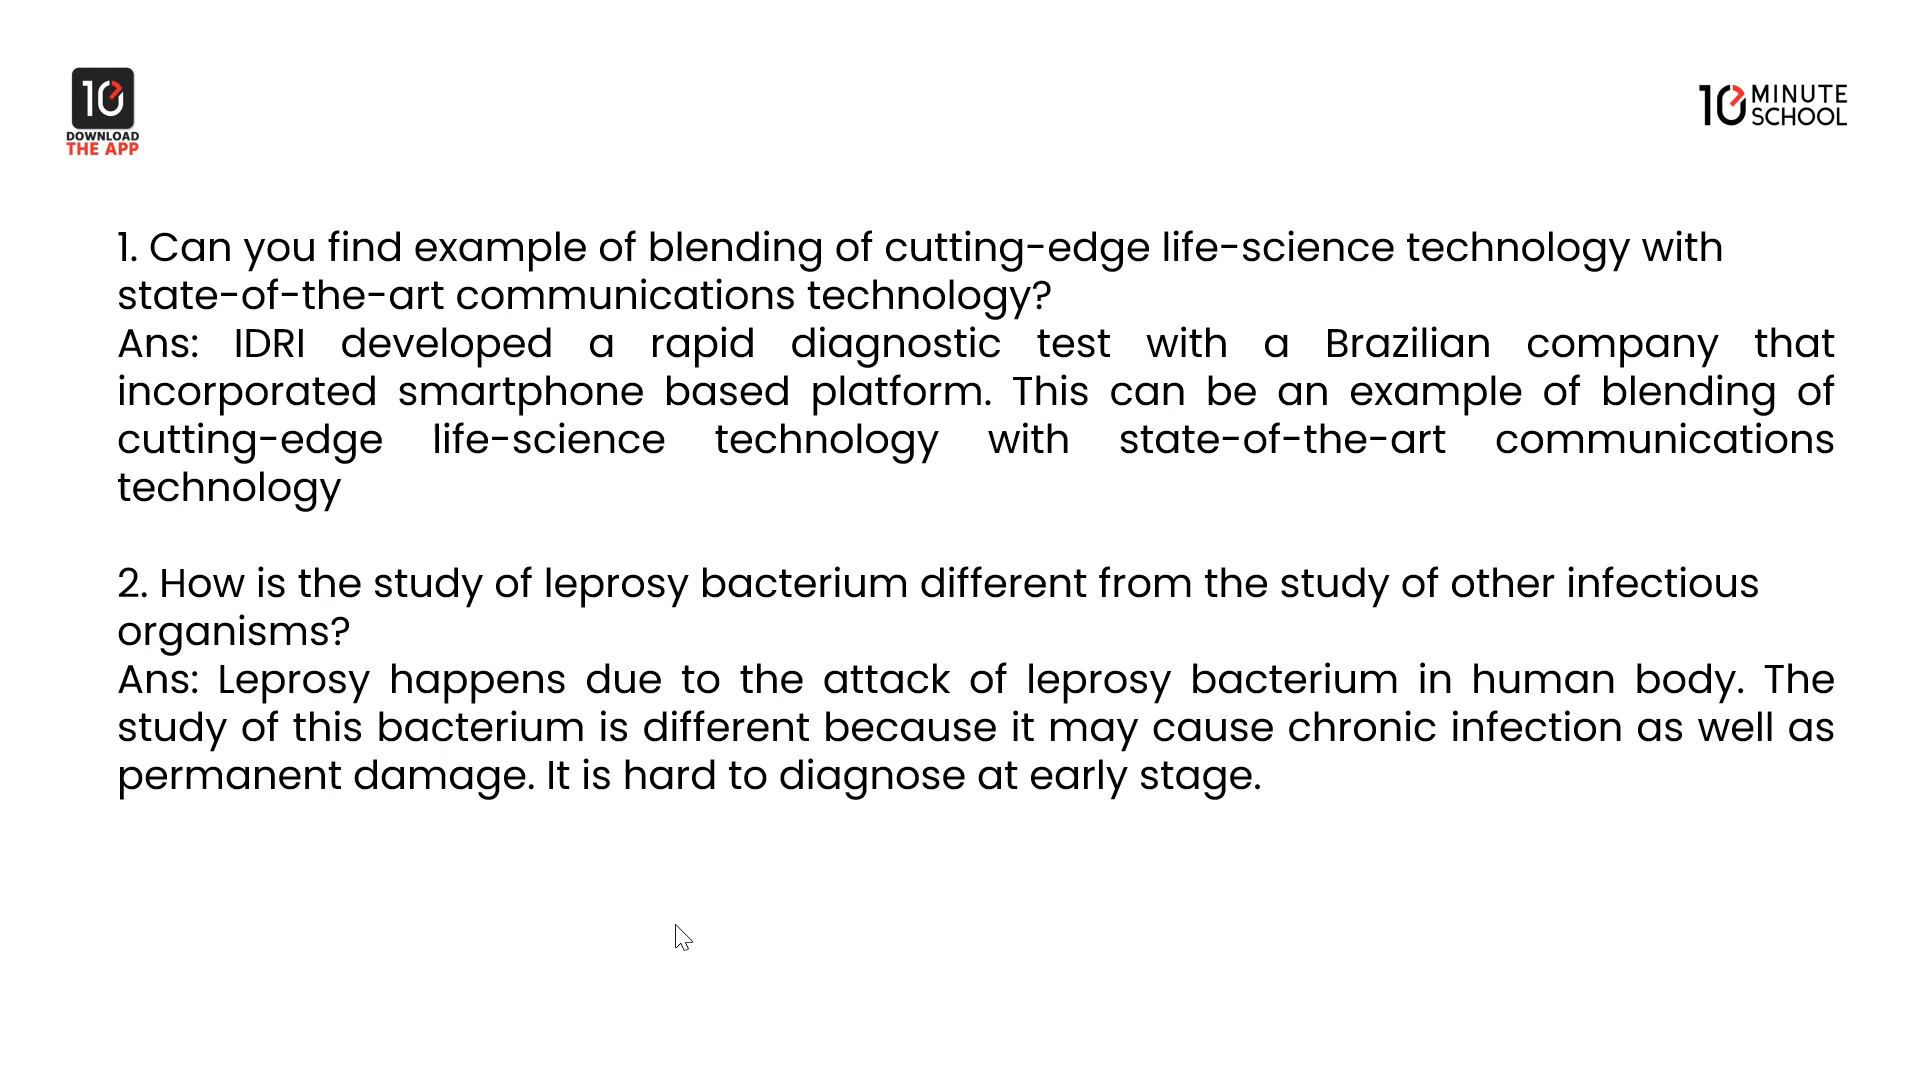 10
DOWNLOAD
THE APP
10 MINUTE
SCHOOL
1. Can you find example of blending of cutting-edge life-science technology with
state-of-the-art communications technology?
Ans: IDRI developed a rapid diagnostic test with a Brazilian company that
incorporated smartphone based platform. This can be an example of blending of
cutting-edge life-science technology with state-of-the-art communications
technology
2. How is the study of leprosy bacterium different from the study of other infectious
organisms?
Ans: Leprosy happens due to the attack of leprosy bacterium in human body. The
study of this bacterium is different because it may cause chronic infection as well as
permanent damage. It is hard to diagnose at early stage.